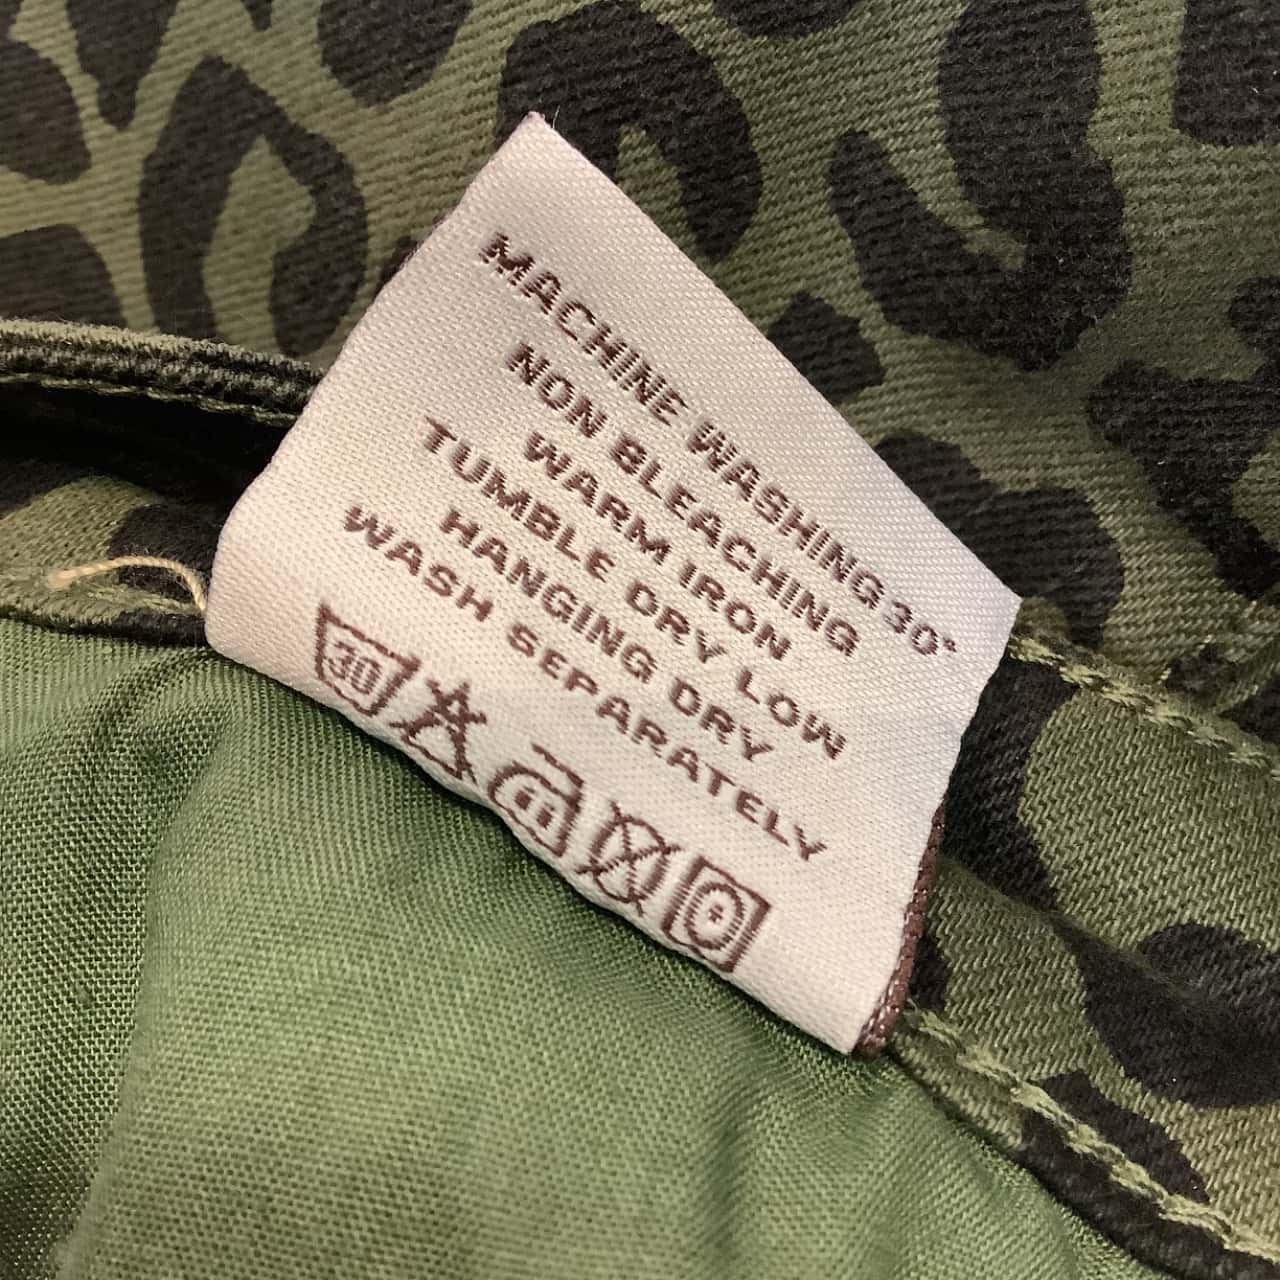 MACHINE WASHING 30°
NON BLEACHING
WARM IRON
TUMBLE DRY LOW
HANGING DRY
WASH SEPARATELY
30